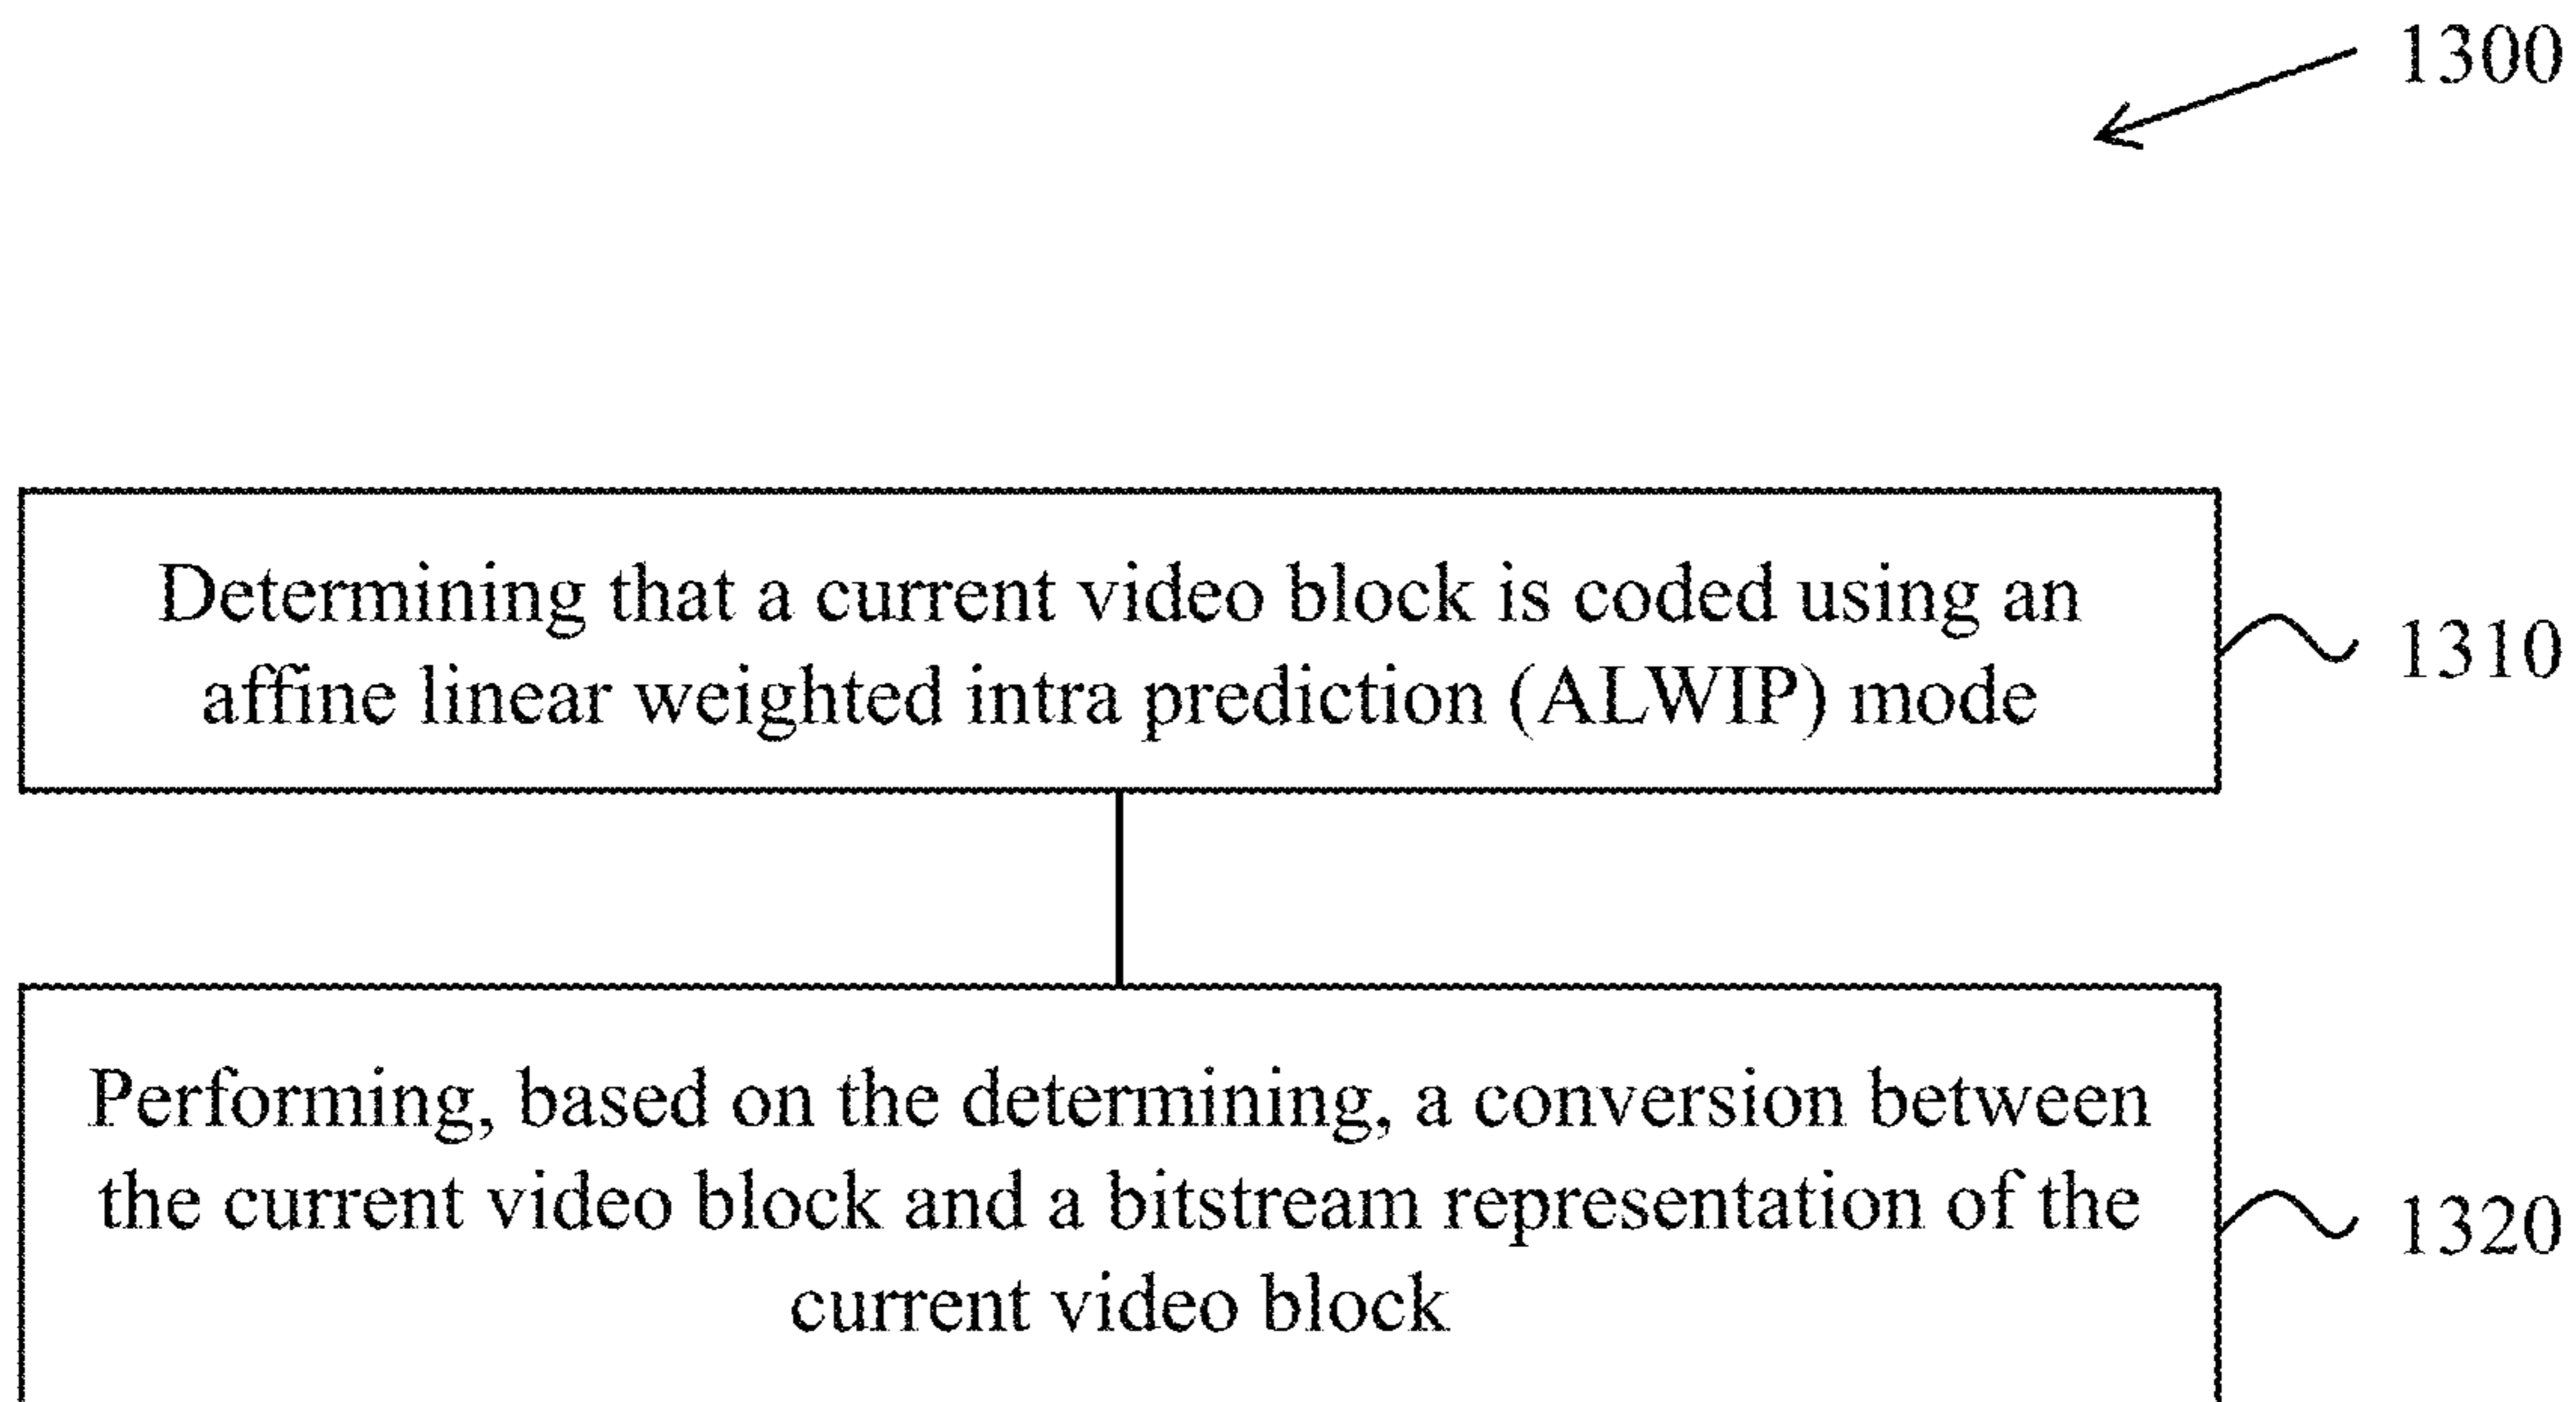 1300
Determining that a current video block is coded using an
affine linear weighted intra prediction (ALWIP) mode
1310
Performing, based on the determining, a conversion between
the current video block and a bitstream representation of the
current video block
1320